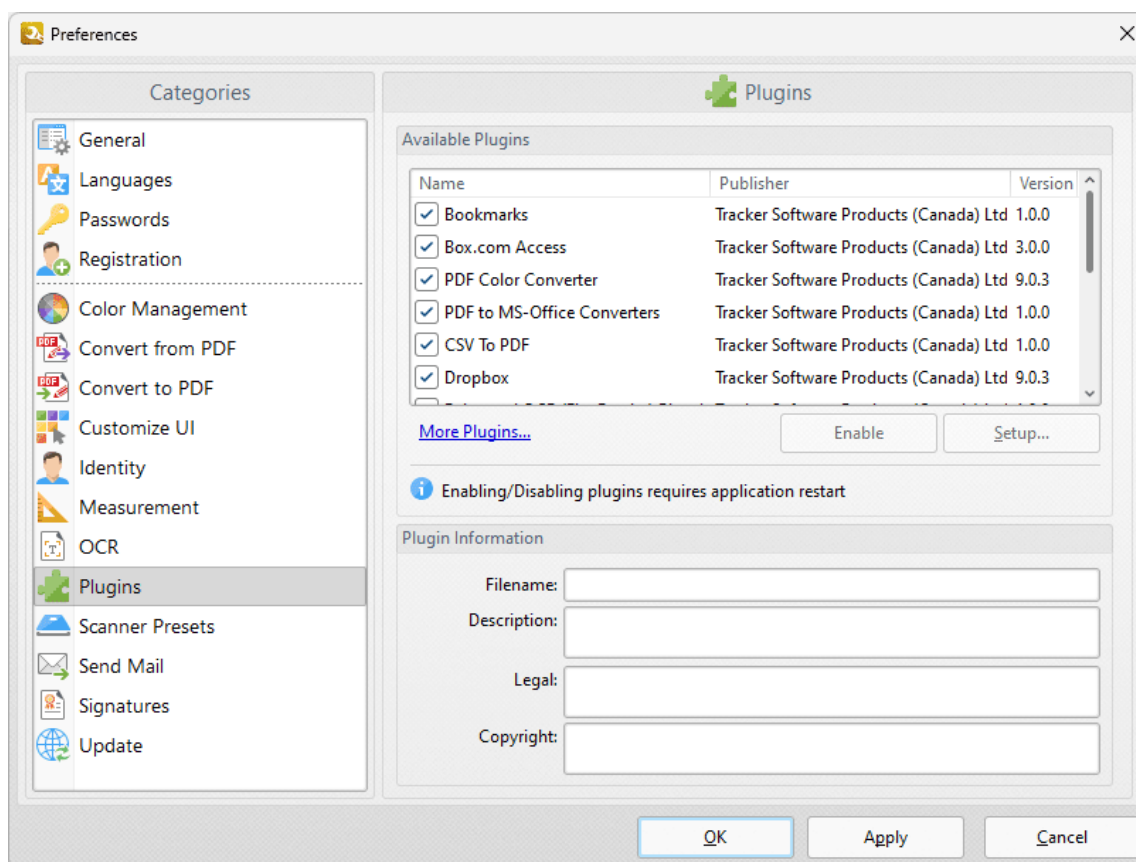 Preferences
Categories
General
Languages
Passwords
Registration
Color Management
Convert from PDF
Convert to PDF
Customize UI
Identity
Measurement
OCR
Plugins
Scanner Presets
Send Mail
Signatures
Update
Plugins
Available Plugins
Name Publisher Version
Bookmarks Tracker Software Products (Canada) Ltd 1.0.0
Box.com Access Tracker Software Products (Canada) Ltd 3.0.0
PDF Color Converter Tracker Software Products (Canada) Ltd 9.0.3
PDF to MS-Office Converters Tracker Software Products (Canada) Ltd 1.0.0
CSV To PDF Tracker Software Products (Canada) Ltd 1.0.0
Dropbox Tracker Software Products (Canada) Ltd 9.0.3
More Plugins...
Enable
Setup...
Enabling/Disabling plugins requires application restart
Plugin Information
Filename:
Description:
Legal:
Copyright:
OK
Apply
Cancel